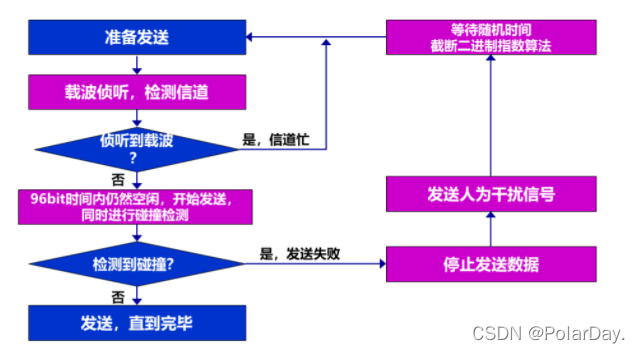 准备发送
等待随机时间
截断二进制指数算法
载波侦听，检测信道
侦听到载波
？
是，信道忙
否
96bit时间内仍然空闲，开始发送，
同时进行碰撞检测
发送人为干扰信号
检测到碰撞？
是，发送失败
停止发送数据
否
发送，直到完毕
CSDN @PolarDay.